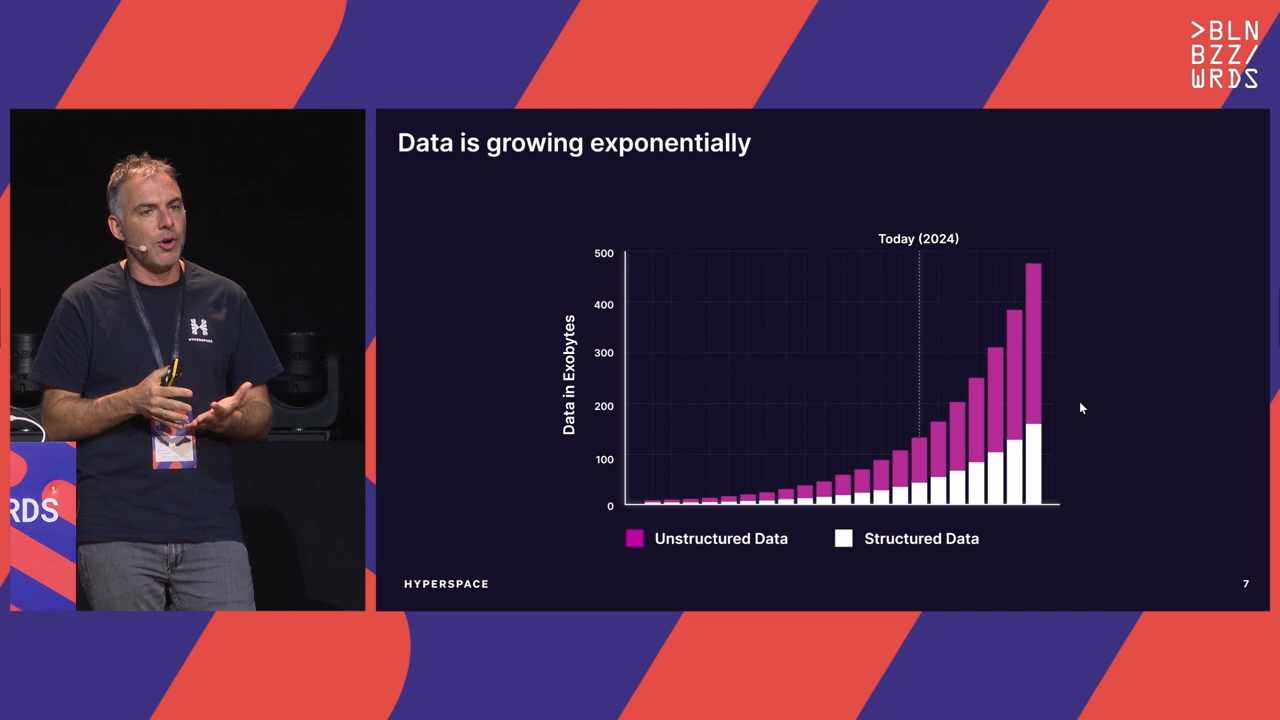 >BLN
BZZ/
WRDS
Data is growing exponentially
Today (2024)
500
400
300
200
100
0
Data in Exobytes
Unstructured Data
Structured Data
HYPERSPACE
7
HYPERSPACE
RDS